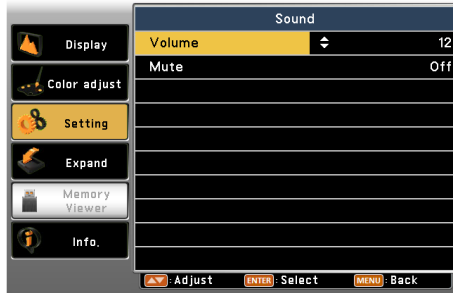 Sound
Display
Volume 12
Mute Off
Color adjust
Setting
Expand
Memory
Viewer
Info.
▲▼:Adjust ENTER:Select MENU:Back